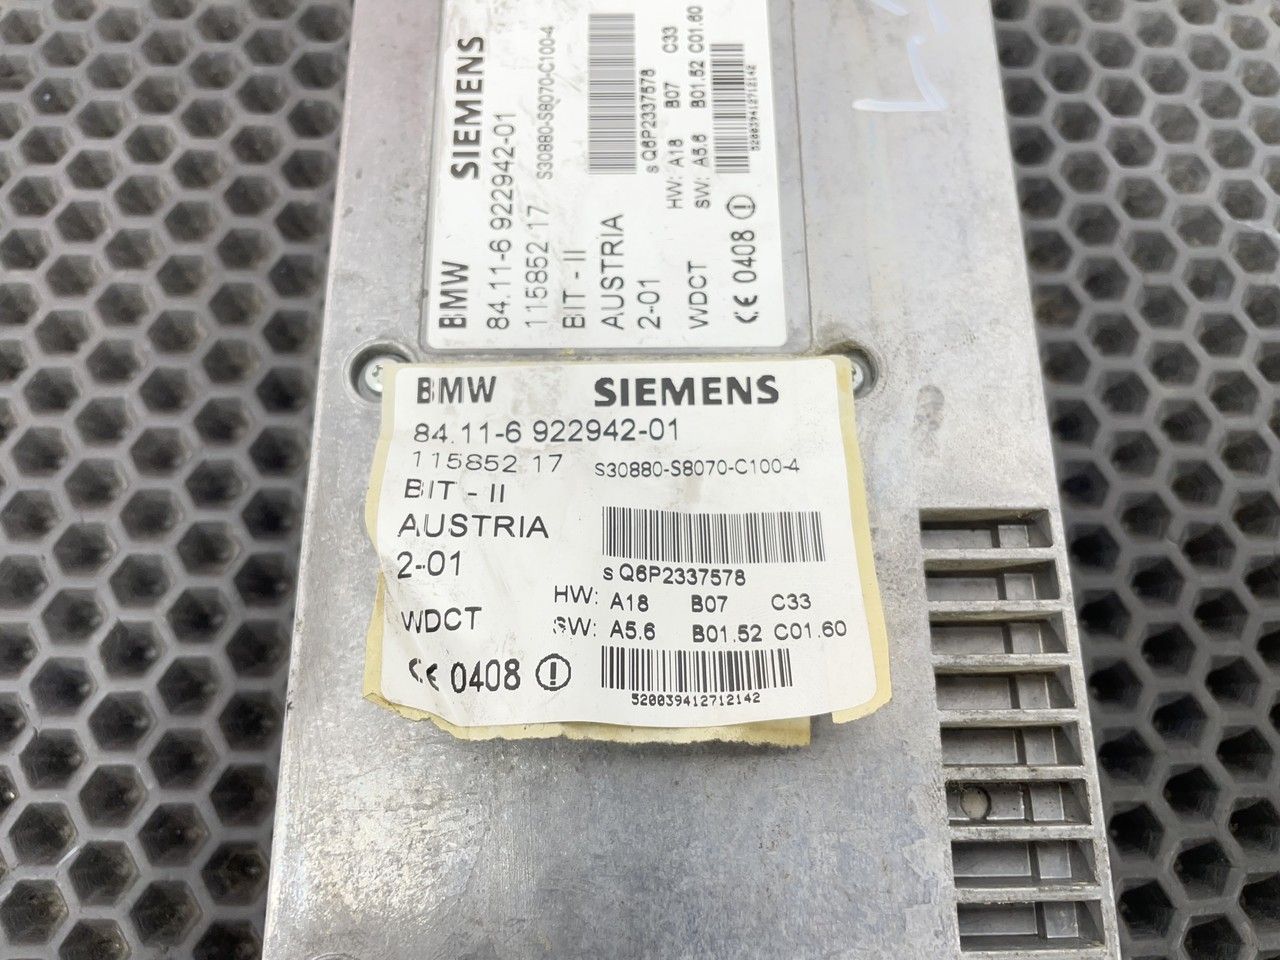 BMW SIEMENS
84.11-6 922942-01
115852 17 S30880-S8070-C100-4
BIT - II
AUSTRIA
2-01
sQ6P2337578
HW: A18 B07 C33
WDCT SW: A5.6 B01.52 C01.60
CE 0408
520039412712142
BMW SIEMENS
84.11-6 922942-01
115852 17 S30880-S8070-C100-4
BIT - II
AUSTRIA
sQ6P2337578
2-01
HW: A18 B07 C33
WDCT SW: A5.6 B01.52 C01.60
CE 0408
520039412712142